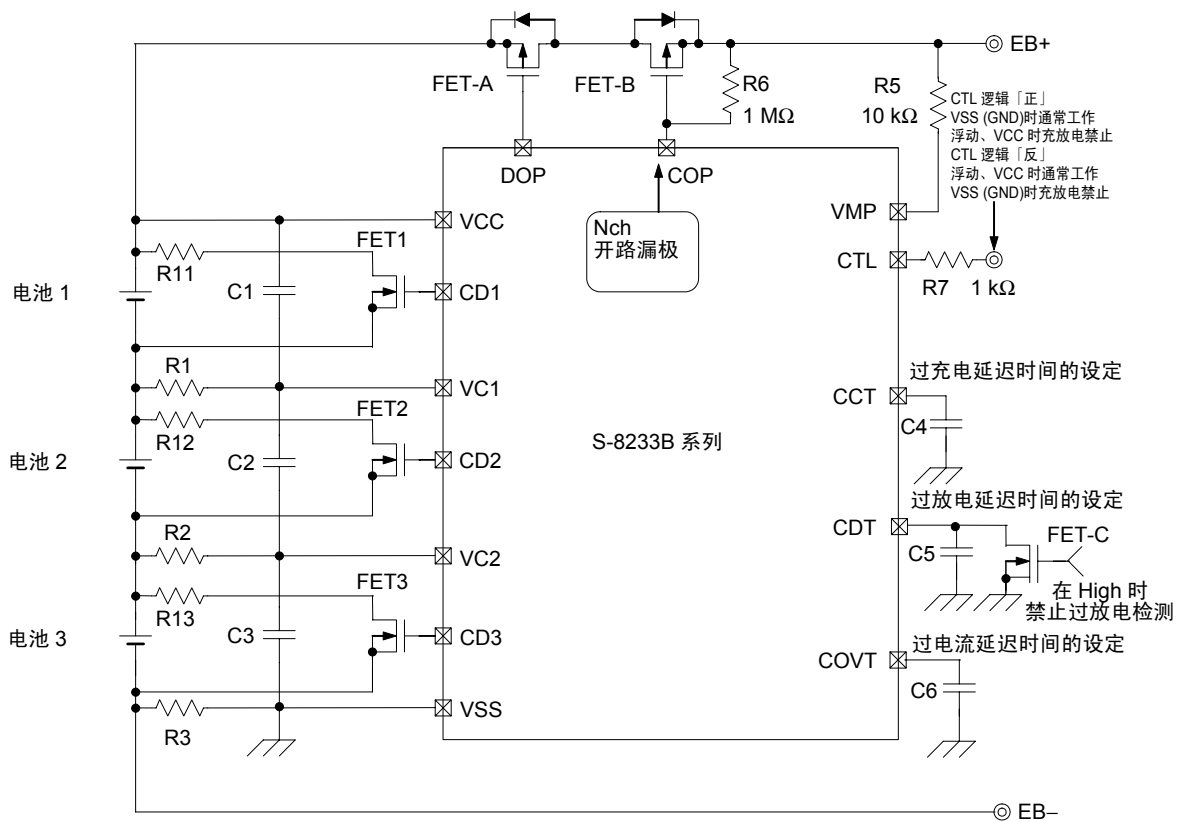 EB+
FET-A
FET-B
R6
1 MΩ
R5
10 kΩ
CTL 逻辑「正」
VSS (GND)时通常工作
浮动、VCC 时充放电禁止
CTL 逻辑「反」
浮动、VCC 时通常工作
VSS (GND)时充放电禁止
DOP
COP
Nch
开路漏极
VMP
CTL
R7
1 kΩ
VCC
FET1
R11
C1
CD1
电池 1
R1
VC1
FET2
R12
C2
CD2
电池 2
S-8233B 系列
过充电延迟时间的设定
CCT
C4
过放电延迟时间的设定
CDT
C5
FET-C
在 High 时
禁止过放电检测
R2
VC2
FET3
R13
C3
CD3
电池 3
过电流延迟时间的设定
COVT
C6
R3
VSS
EB–